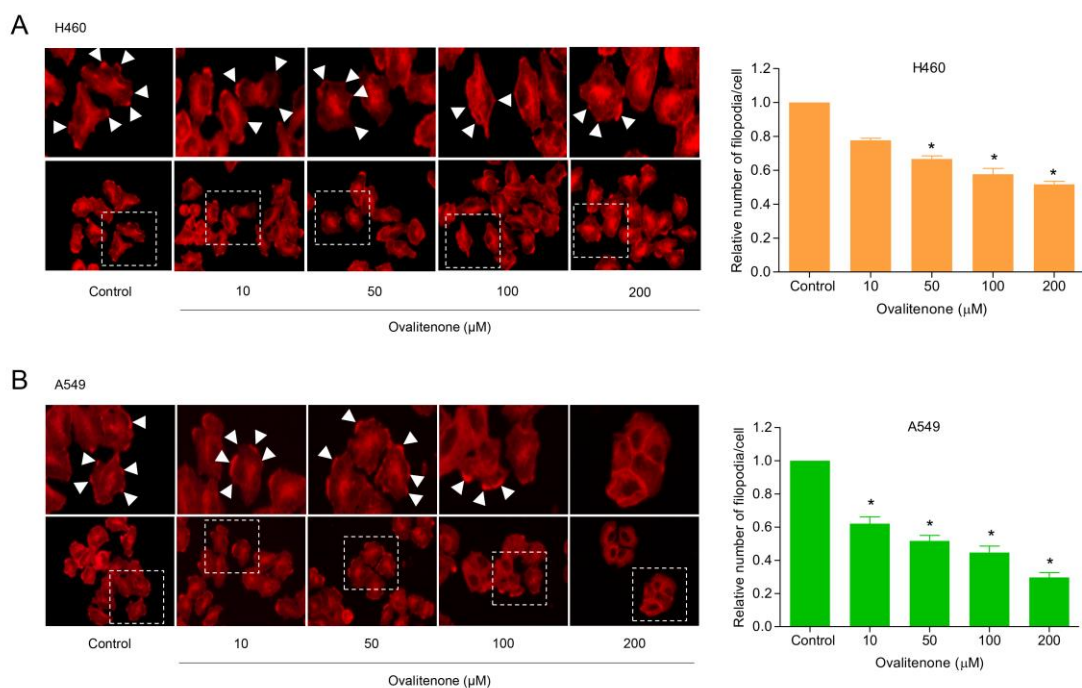 A
H460
Control 10 50 100 200
Ovalitenone (µM)
H460
Relative number of filopodia/cell
1.2
1.0
0.8
0.6
0.4
0.2
0.0
* * *
Control 10 50 100 200
Ovalitenone (µM)
B
A549
Control 10 50 100 200
Ovalitenone (µM)
A549
Relative number of filopodia/cell
1.2
1.0
0.8
0.6
0.4
0.2
0.0
* * * *
Control 10 50 100 200
Ovalitenone (µM)